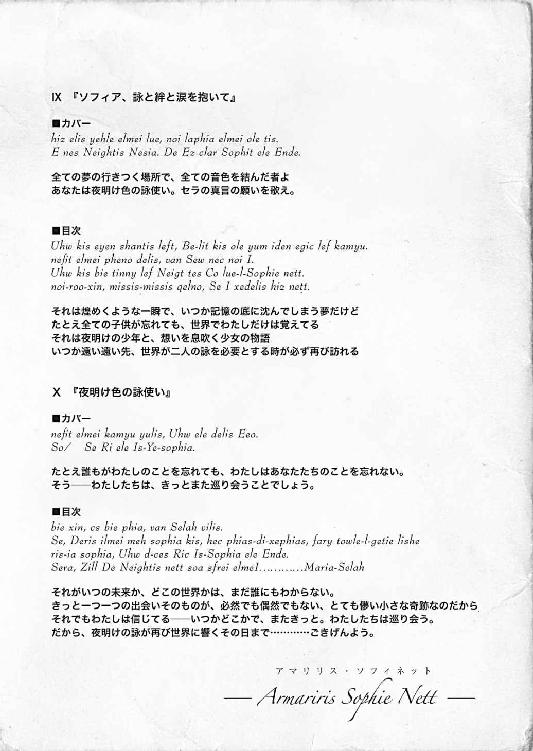 IX 『ソフィア、詠と絆と涙を抱いて』
■カバー
hiz elis yehle elmei lue, noi laphia elmei ole tis.
E nes Neightis Nesia. De Ez clar Sophit ele Ende.
全ての夢の行きつく場所で、全ての音色を結んだ者よ
あなたは夜明け色の詠使い。セラの真言の願いを敬え。
■目次
Uhw kis eyen shantis left, Be-lit kis ole yum iden egic lef kamyu.
nefit elmei pheno delis, van Sew nec noi I.
Uhw kis bie tinny lef Neigt tes Co lue-l-Sophie nett.
noi-roo-xin, missis-missis qelno, Se I xedelis hiz nett.
それは煌めくような一瞬で、いつか記憶の底に沈んでしまう夢だけど
たとえ全ての子供が忘れても、世界でわたしだけは覚えてる
それは夜明けの少年と、想いを息吹く少女の物語
いつか遠い遠い先、世界が二人の詠を必要とする時が必ず再び訪れる
X 『夜明け色の詠使い』
■カバー
nefit elmei kamyu yulis, Uhw ele delis Eeo.
So/ Se Ri ele Is-Ye-sophia.
たとえ誰もがわたしのことを忘れても、わたしはあなたたちのことを忘れない。
そう──わたしたちは、きっとまた巡り会うことでしょう。
■目次
bie xin, cs bie phia, van Selah vilis.
Se, Deris ilmei meh sophia kis, hec phias-di-xephias, fary towle-l-getie lishe
ris-ia sophia, Uhw d-ces Ric Is-Sophia ele Ende.
Sera, Zill De Neightis nett soa sfrei elmei…………Maria-Selah
それがいつの未来か、どこの世界かは、まだ誰にもわからない。
きっと一つ一つの出会いそのものが、必然でも偶然でもない、とても儚い小さな奇跡なのだから
それでもわたしは信じてる──いつかどこかで、またきっと。わたしたちは巡り会う。
だから、夜明けの詠が再び世界に響くその日まで…………ごきげんよう。
アマリリス・ソフィネット
― Armariris Sophie Nett ―